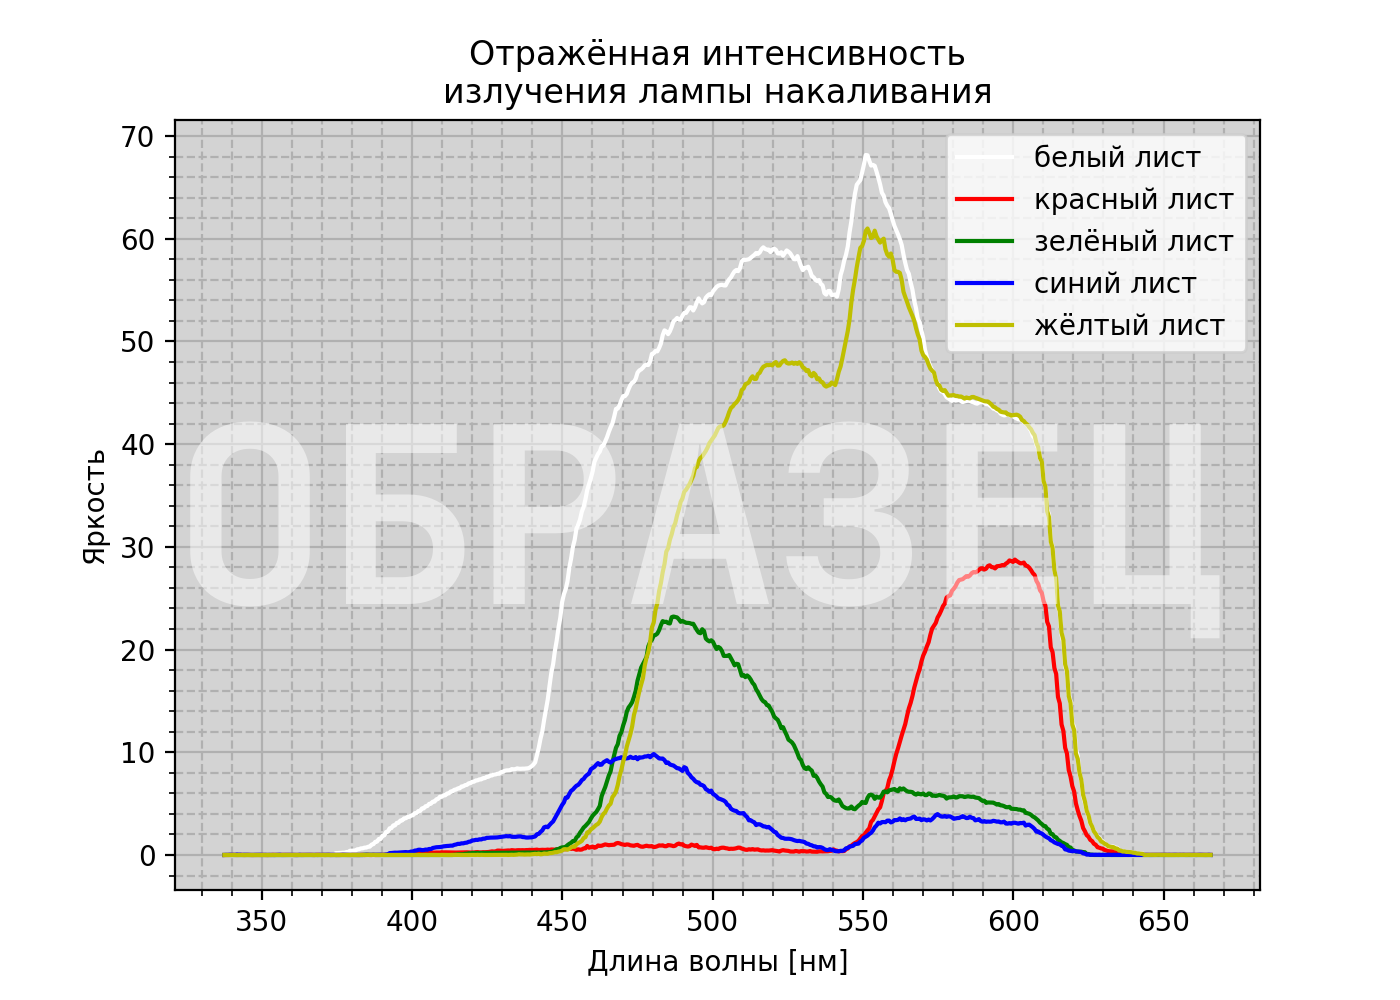 Отражённая интенсивность
излучения лампы накаливания
70
60
50
40
30
20
10
0
Яркость
белый лист
красный лист
зелёный лист
синий лист
жёлтый лист
ОБРАЗЕЦ
350 400 450 500 550 600 650
Длина волны [нм]